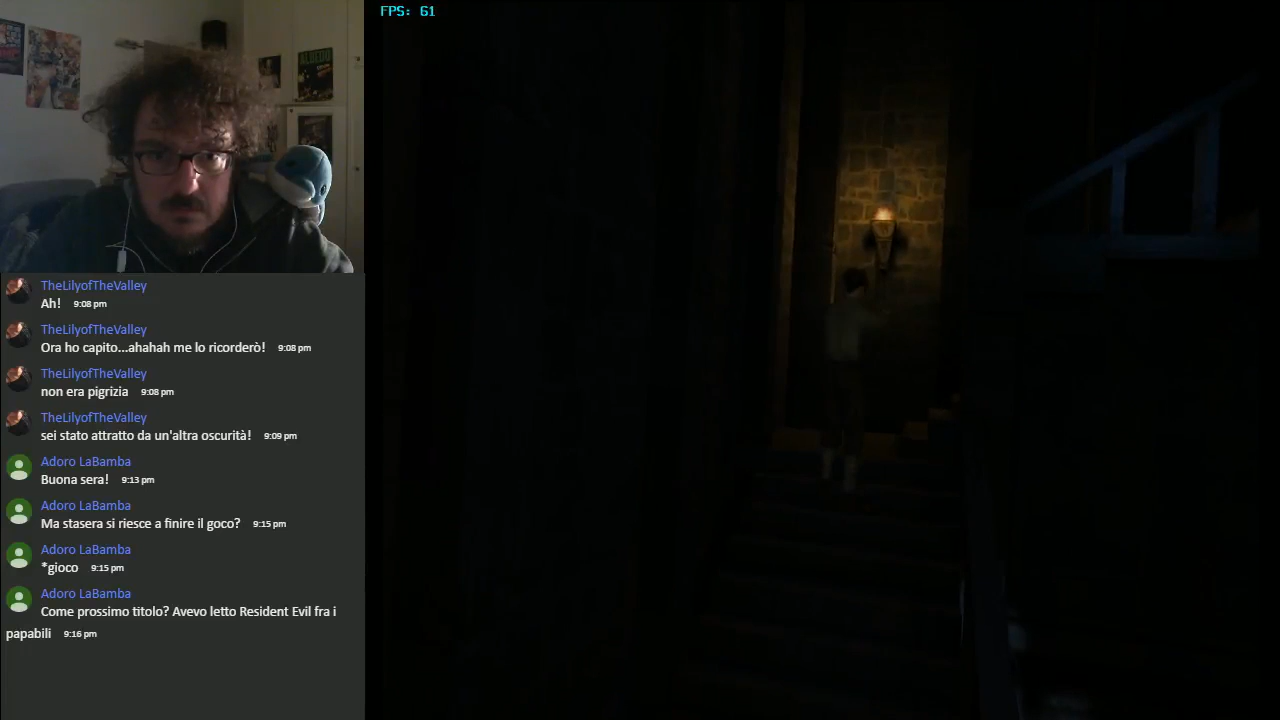 FPS: 61
ALBEDO
TheLilyofTheValley
Ah! 9:08 pm
TheLilyofTheValley
Ora ho capito...ahahah me lo ricorderò! 9:08 pm
TheLilyofTheValley
non era pigrizia 9:08 pm
TheLilyofTheValley
sei stato attratto da un'altra oscurità! 9:09 pm
Adoro LaBamba
Buona sera! 9:13 pm
Adoro LaBamba
Ma stasera si riesce a finire il goco? 9:15 pm
Adoro LaBamba
*gioco 9:15 pm
Adoro LaBamba
Come prossimo titolo? Avevo letto Resident Evil fra i
papabili 9:16 pm